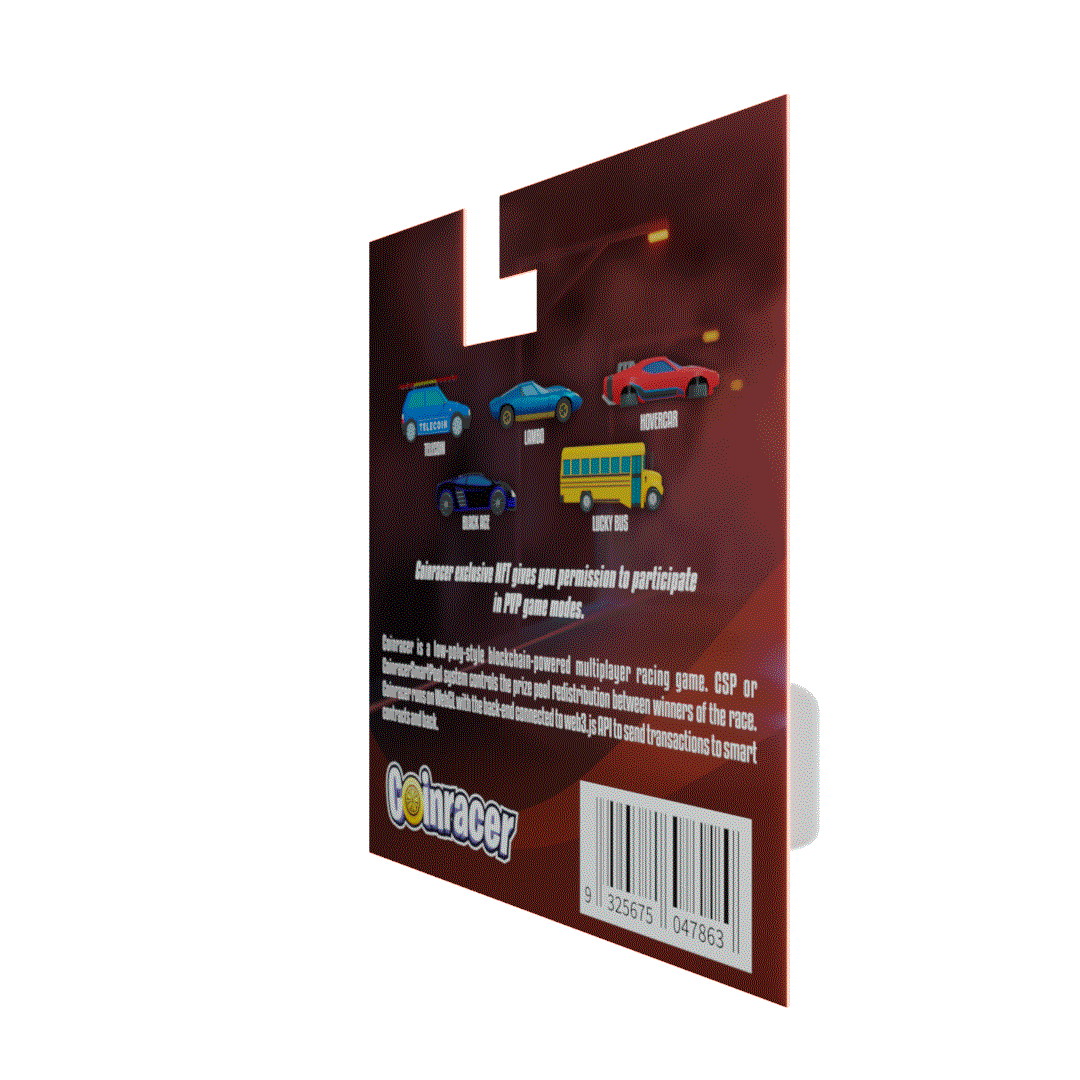 TELECOIN
LAMBO
HOVERCAR
LUCKY BUS
Coinracer exclusive NFT gives you permission to participate
in PVP game modes.
Coinracer is a low-poly-style blockchain-powered multiplayer racing game. CSP or
CoinracerSmartPool system controls the prize pool redistribution between winners of the race.
Coinracer runs on WebGL with the back-end connected to web3.js API to send transactions to smart
contracts and back.
Coinracer
9 325675 047863